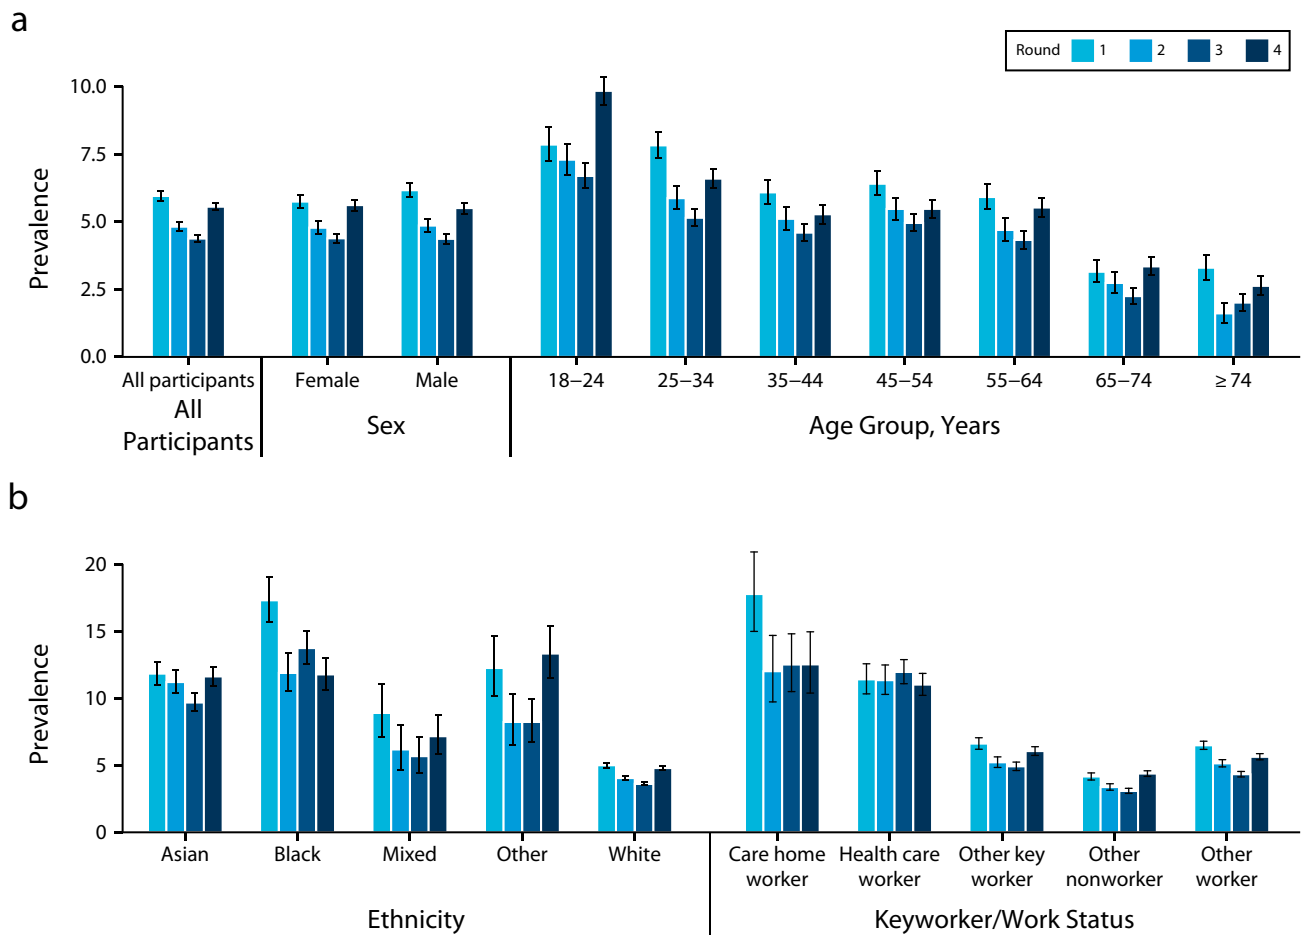 a
Round 1 2 3 4
10.0
7.5
5.0
2.5
0.0
Prevalence
All participants Female Male 18−24 25−34 35−44 45−54 55−64 65−74 ≥ 74
All
Participants
Sex
Age Group, Years
b
20
15
10
5
0
Prevalence
Asian Black Mixed Other White Care home Health care Other key Other Other
worker worker worker nonworker worker
Ethnicity
Keyworker/Work Status